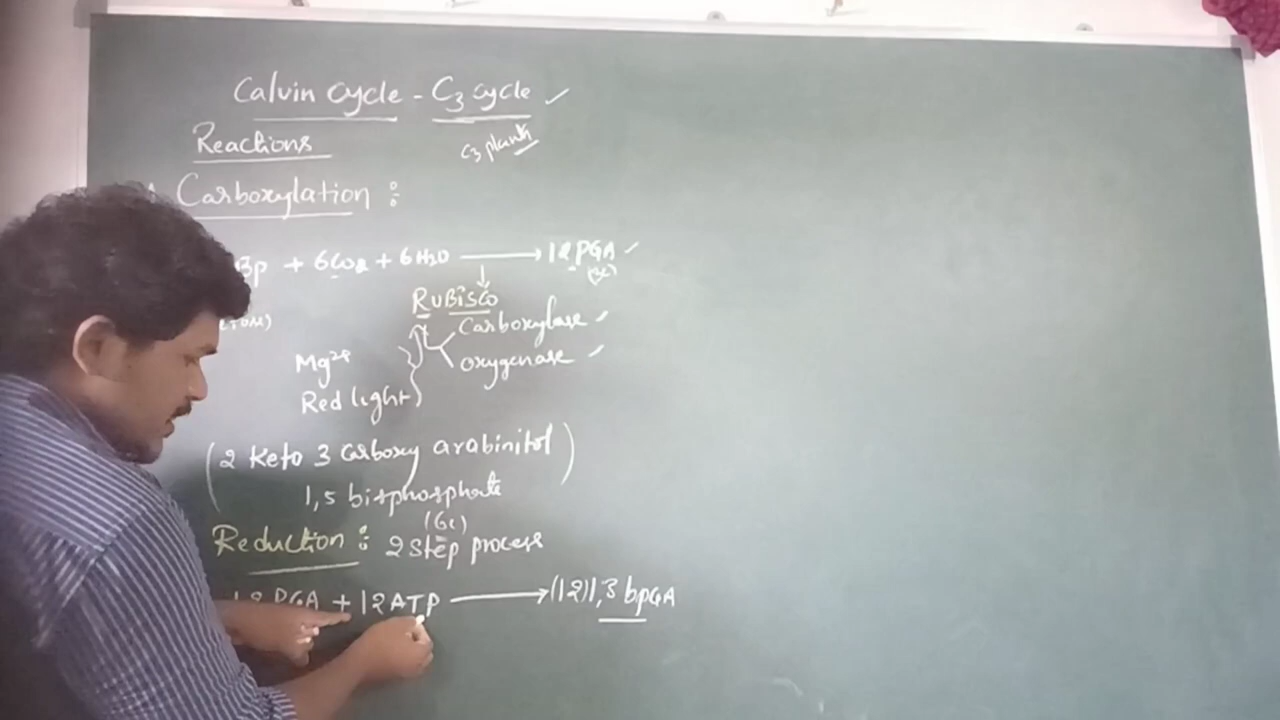 Calvin cycle - C3 cycle ✓
Reactions
C3 plants
Carboxylation :
Bp + 6CO2 + 6H2O ⟶ 12 PGA ✓
(3C)
RuBisCo
Carboxylase ✓
oxygenase ✓
Mg2+
Red light
(2 Keto 3 Carboxy arabinitol
1,5 bisphosphate)
(6C)
Reduction : 2 Step process
12 PGA + 12 ATP ⟶ (12) 1,3 bpGA